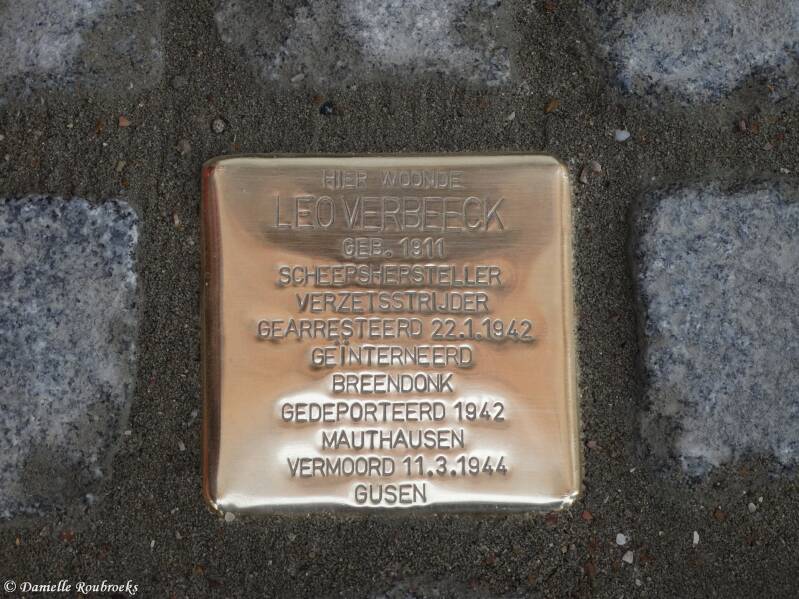 HIER WOONDE
LEO VERBEECK
GEB. 1911
SCHEEPSHERSTELLER
VERZETSSTRIJDER
GEARRESTEERD 22.1.1942
GEÏNTERNEERD
BREENDONK
GEDEPORTEERD 1942
MAUTHAUSEN
VERMOORD 11.3.1944
GUSEN
© Danielle Roubroeks